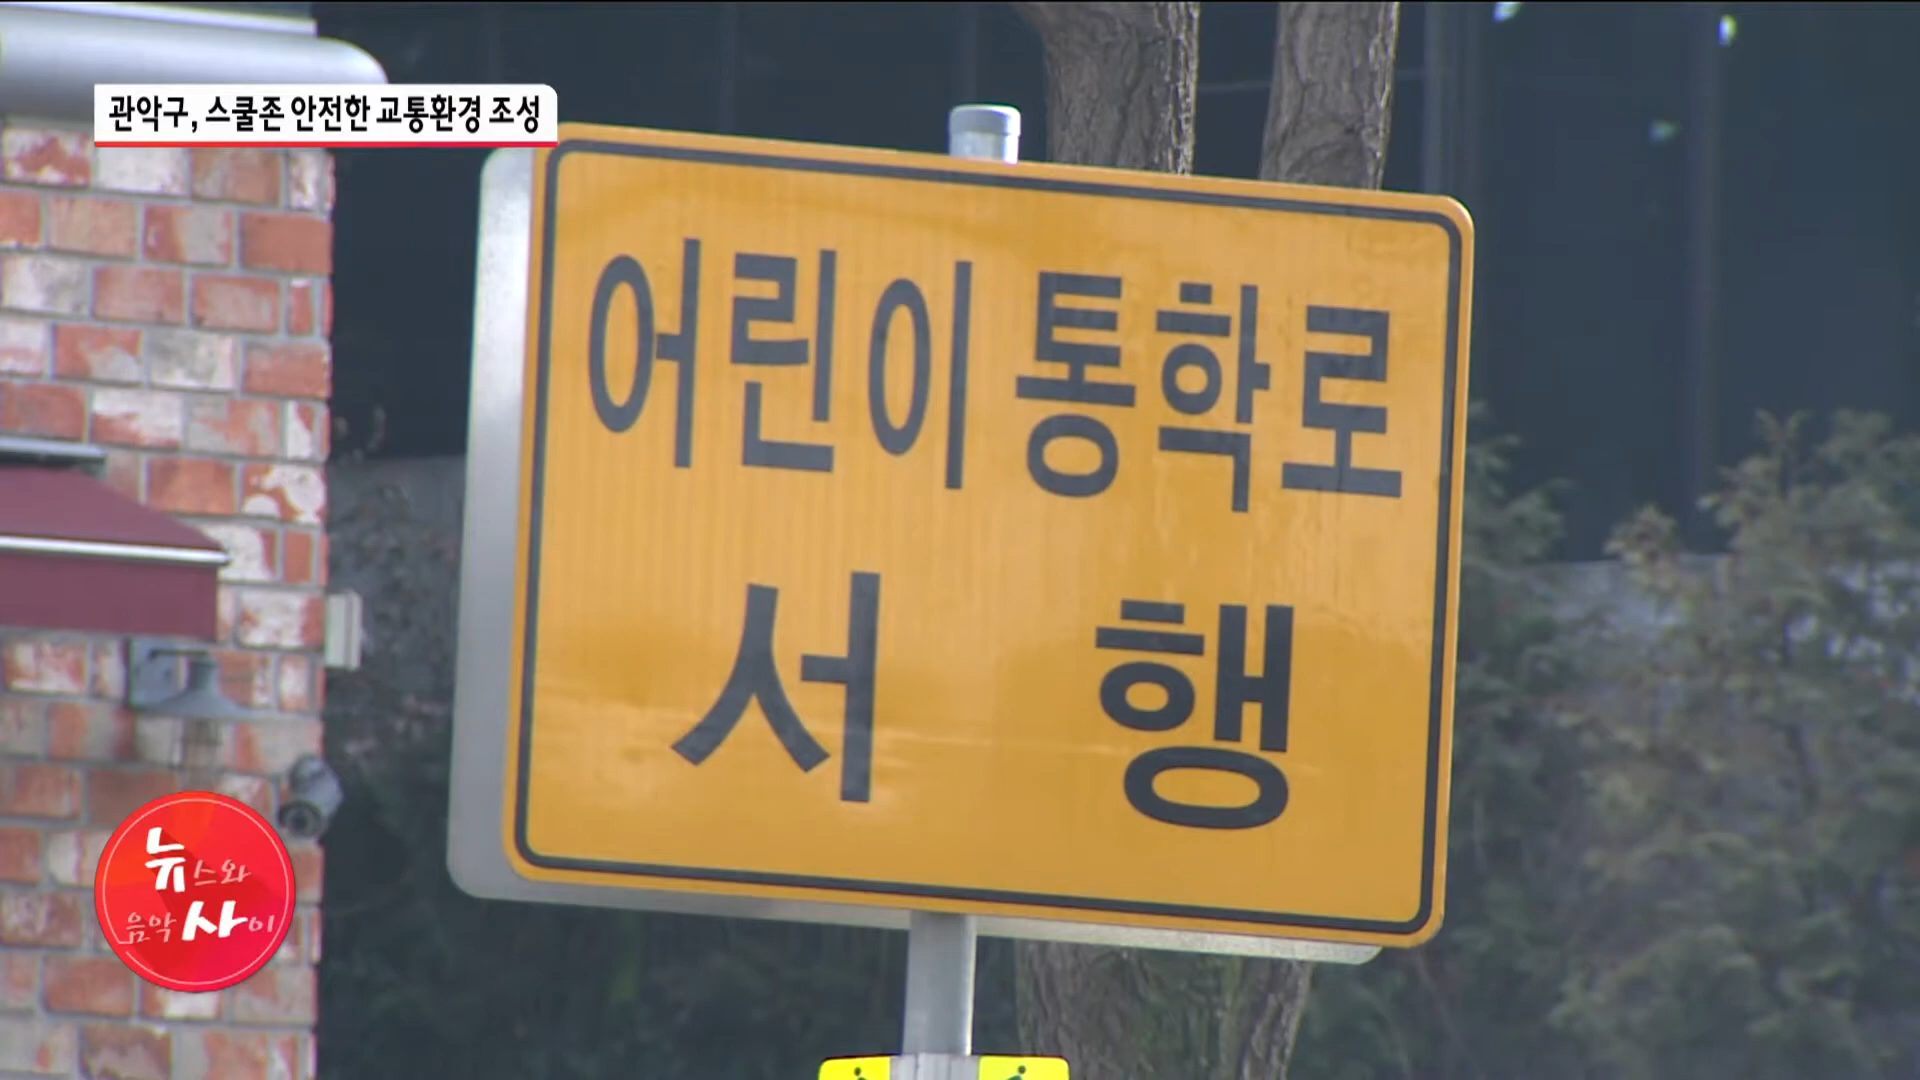 관악구, 스쿨존 안전한 교통환경 조성
어린이 통학로
서 행
뉴스와
음악 사이